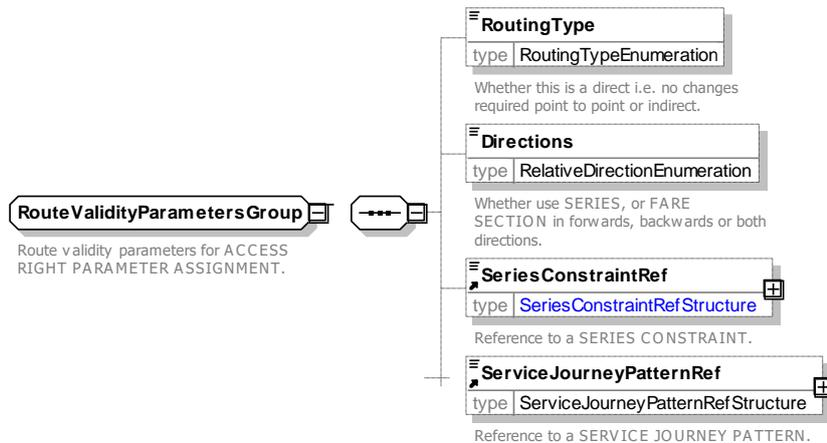 RoutingType
type RoutingTypeEnumeration
Whether this is a direct i.e. no changes
required point to point or indirect.
Directions
type RelativeDirectionEnumeration
Whether use SERIES, or FARE
SECTION in forwards, backwards or both
directions.
RouteValidityParametersGroup
Route validity parameters for ACCESS
RIGHT PARAMETER ASSIGNMENT.
SeriesConstraintRef
type SeriesConstraintRefStructure
Reference to a SERIES CONSTRAINT.
ServiceJourneyPatternRef
type ServiceJourneyPatternRefStructure
Reference to a SERVICE JOURNEY PATTERN.